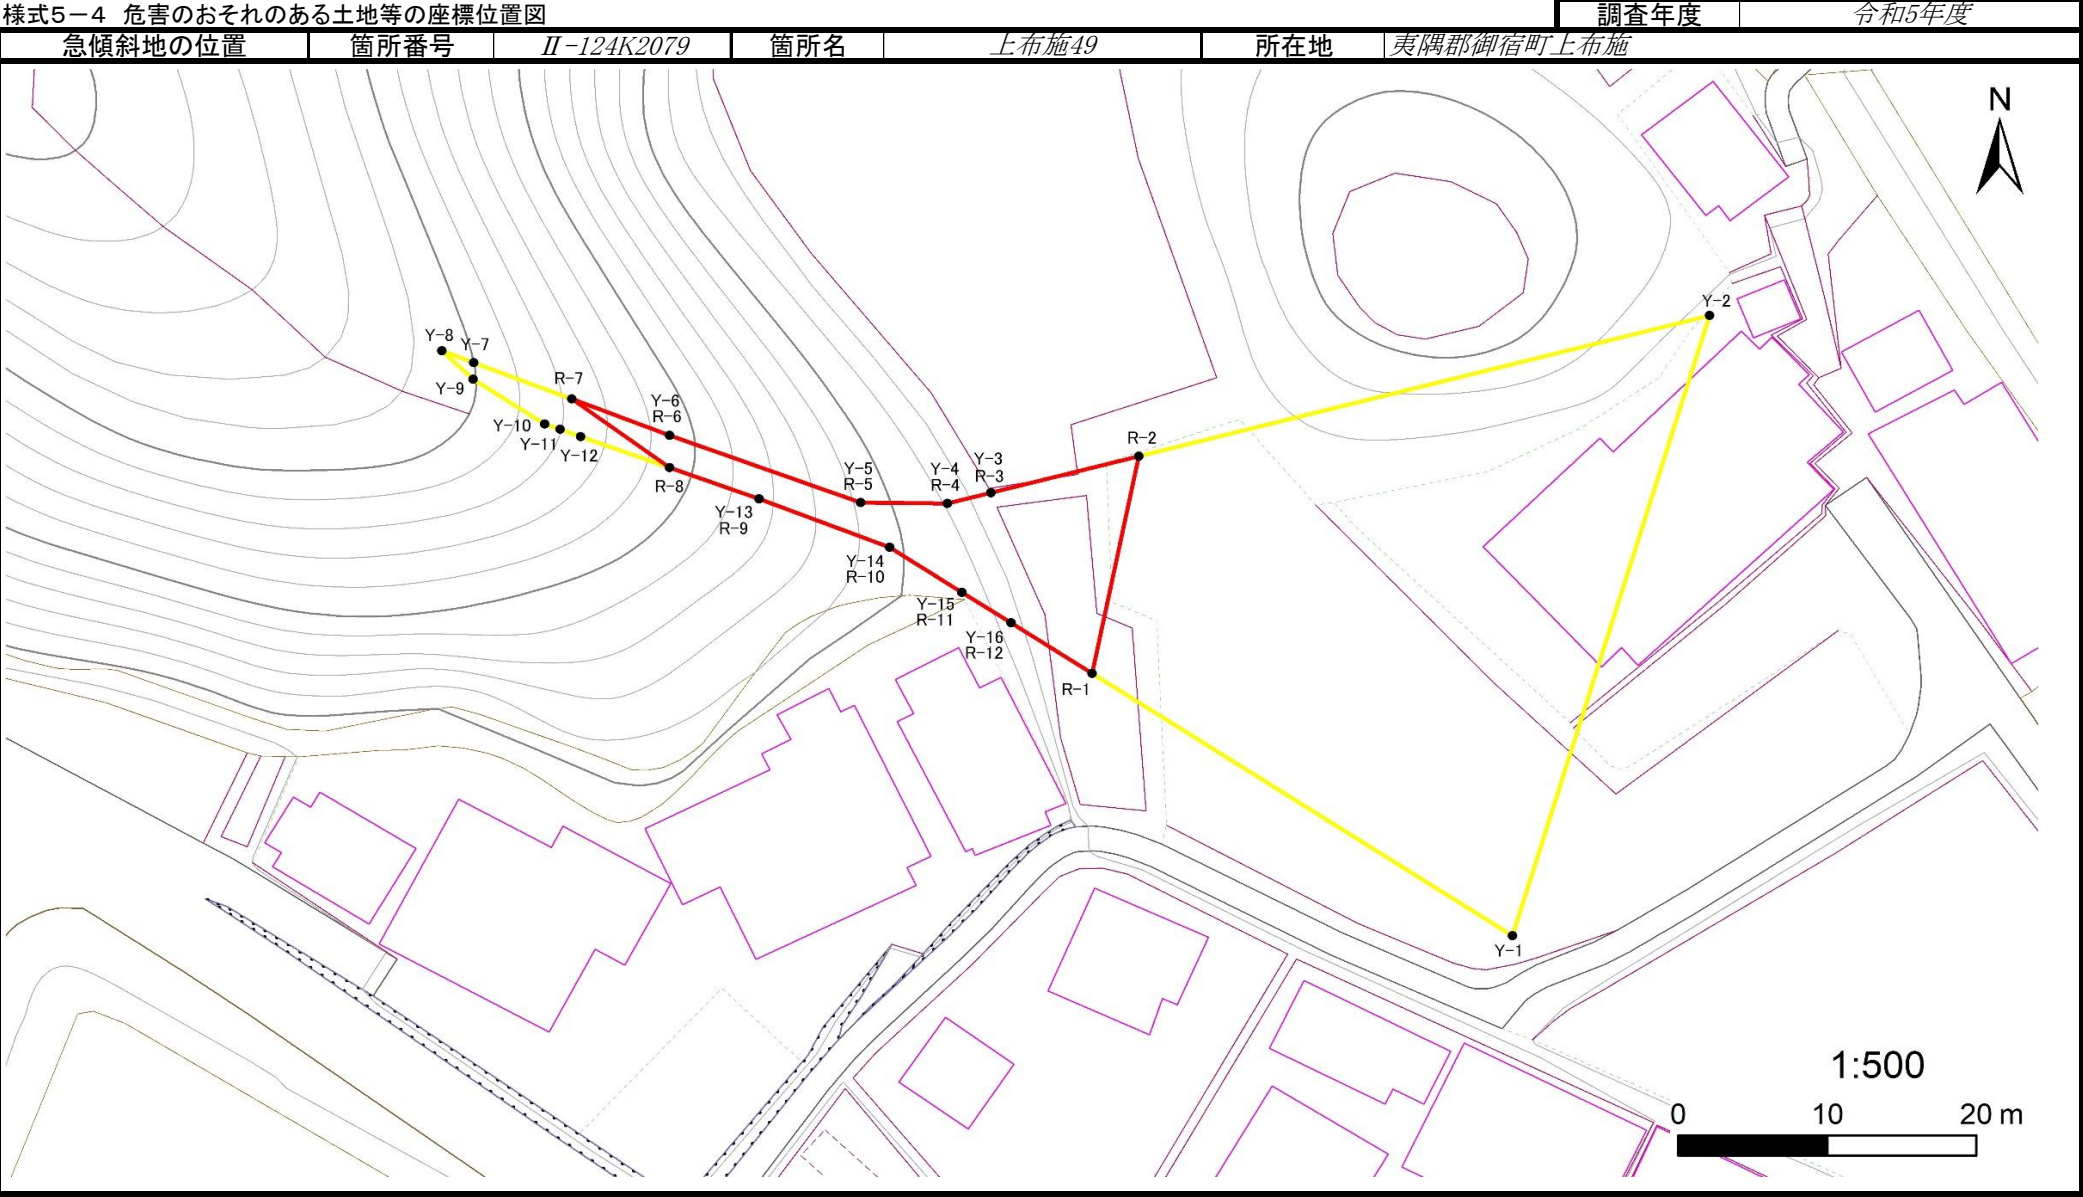 様式5－4 危害のおそれのある土地等の座標位置図
調査年度 令和5年度
急傾斜地の位置 箇所番号 Ⅱ-124K2079 箇所名 上布施49 所在地 夷隅郡御宿町上布施
N
Y-2
Y-8
Y-7
Y-9
R-7
Y-6
R-6
Y-10
Y-11
Y-12
R-8
R-2
Y-3
R-3
Y-4
R-4
Y-5
R-5
Y-13
R-9
Y-14
R-10
Y-15
R-11
Y-16
R-12
R-1
Y-1
1:500
0 10 20 m